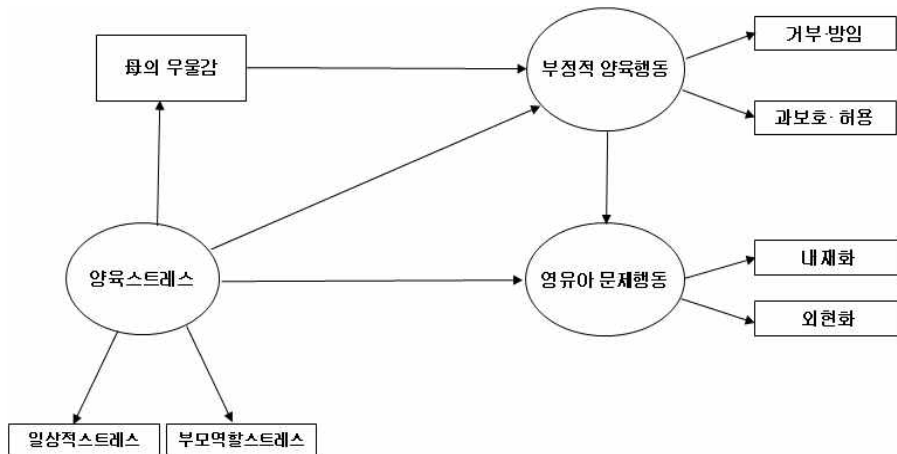 거부·방임
母의 우울감
부정적 양육행동
과보호·허용
양육스트레스
영유아 문제행동
내재화
외현화
일상적스트레스
부모역할스트레스